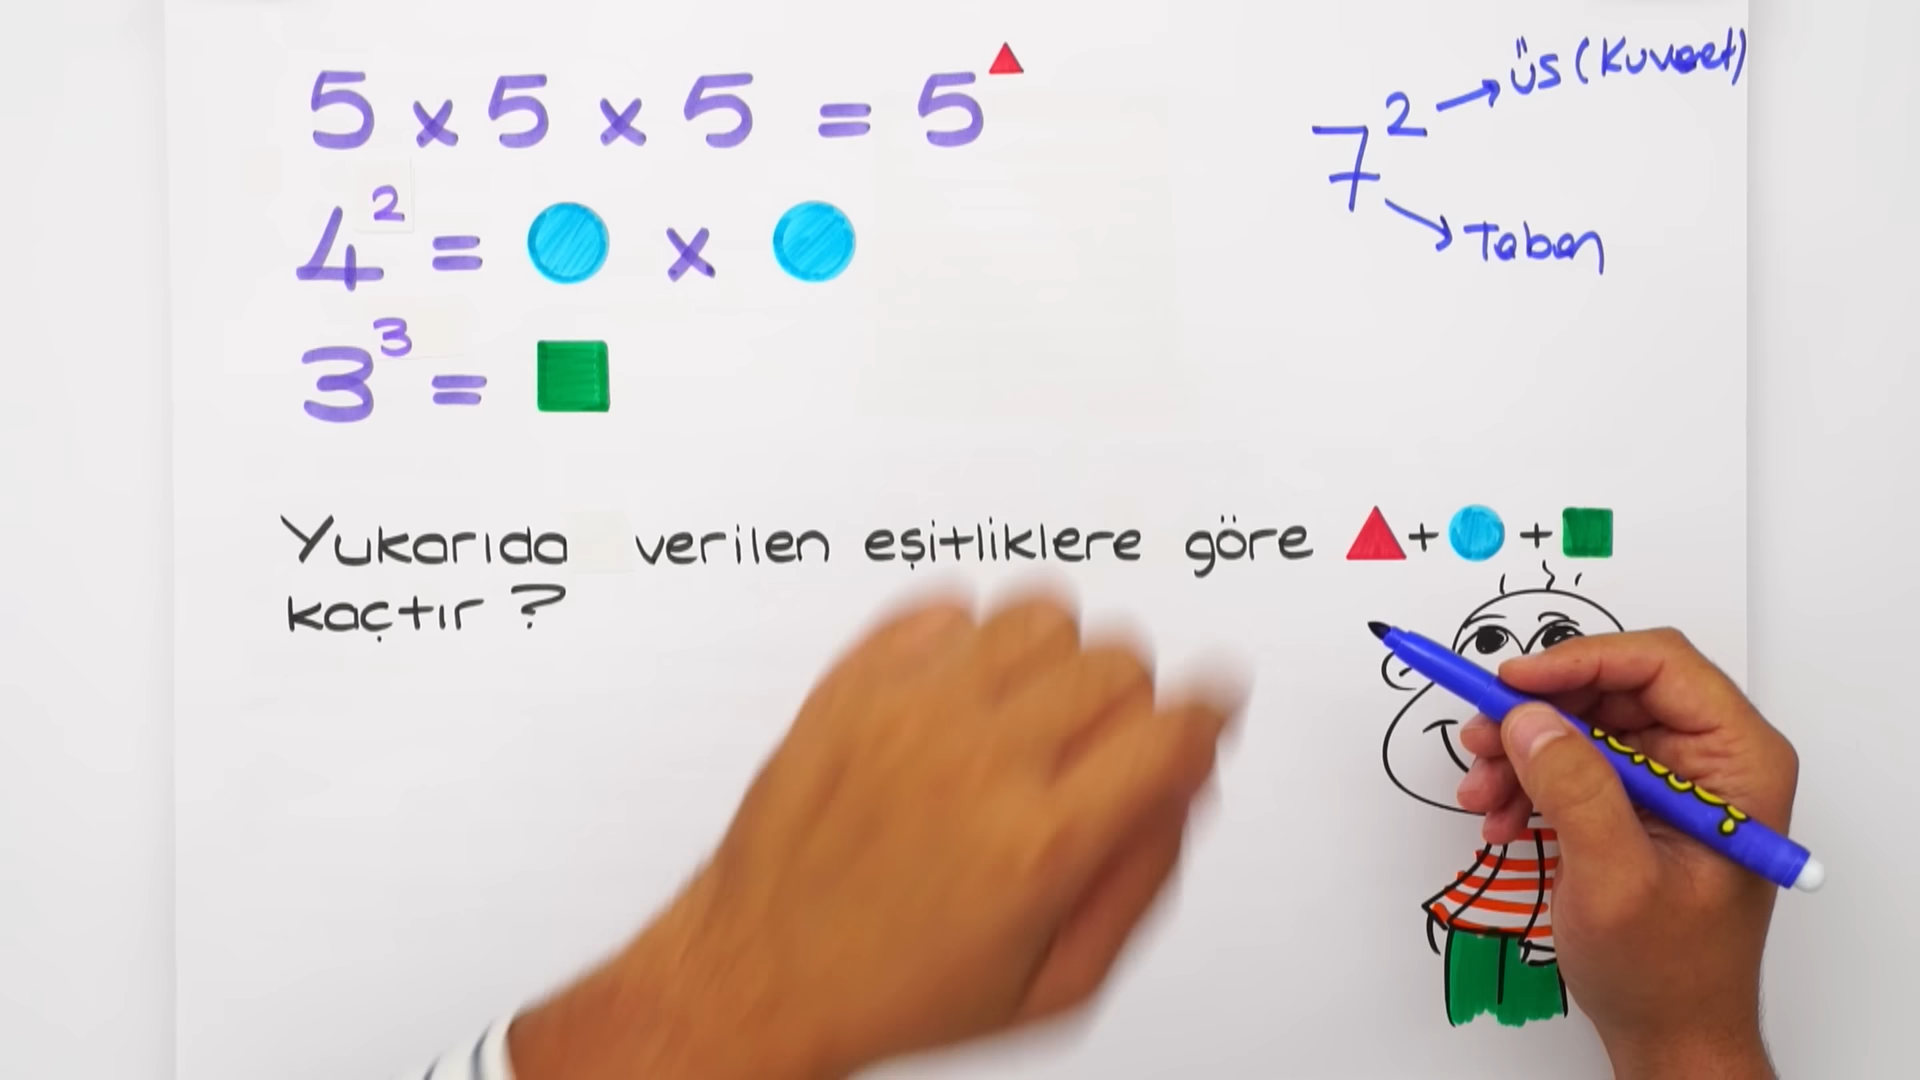 5 x 5 x 5 = 5▲
4² = ● x ●
3³ = ■
7² → üs (Kuvvet)
→ Taban
Yukarıda verilen eşitliklere göre ▲ + ● + ■
kaçtır ?